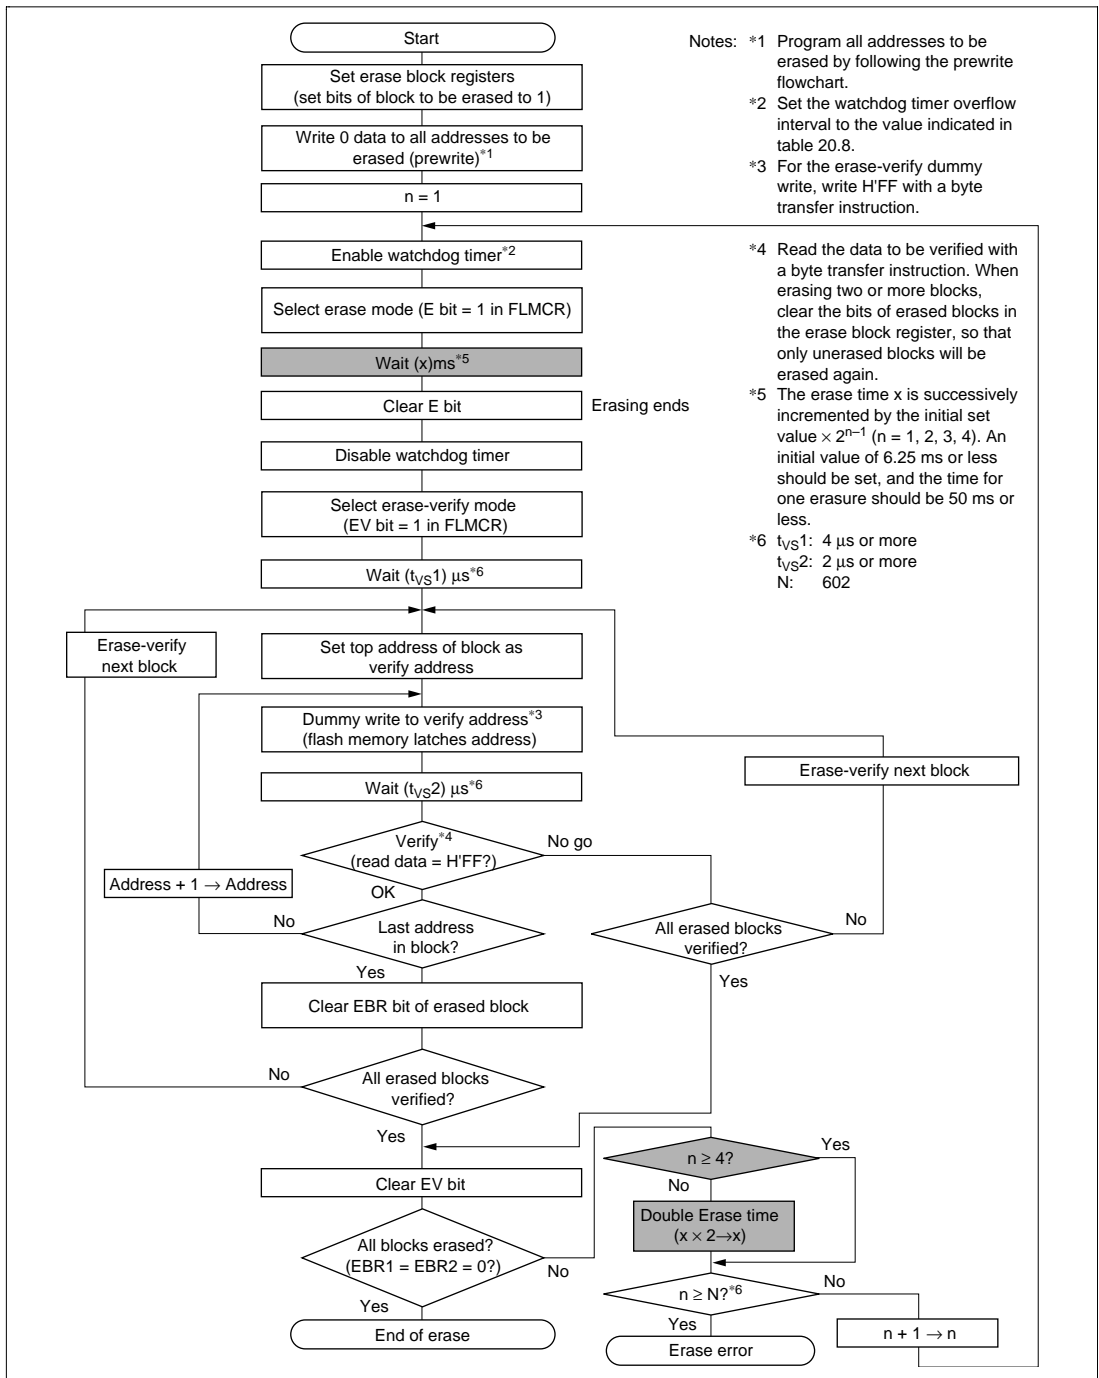 Start
Set erase block registers
(set bits of block to be erased to 1)
Write 0 data to all addresses to be
erased (prewrite)*1
n = 1
Enable watchdog timer*2
Select erase mode (E bit = 1 in FLMCR)
Wait (x)ms*5
Clear E bit
Erasing ends
Disable watchdog timer
Select erase-verify mode
(EV bit = 1 in FLMCR)
Wait (tVS1) μs*6
Erase-verify
next block
Set top address of block as
verify address
Dummy write to verify address*3
(flash memory latches address)
Wait (tVS2) μs*6
Erase-verify next block
Verify*4
(read data = H'FF?)
No go
OK
Address + 1 → Address
No
Last address
in block?
Yes
All erased blocks
verified?
No
Yes
Clear EBR bit of erased block
No
All erased blocks
verified?
Yes
Clear EV bit
n ≥ 4?
Yes
No
Double Erase time
(x × 2→x)
All blocks erased?
(EBR1 = EBR2 = 0?)
No
Yes
End of erase
n ≥ N?*6
No
Yes
n + 1 → n
Erase error
Notes: *1 Program all addresses to be
erased by following the prewrite
flowchart.
*2 Set the watchdog timer overflow
interval to the value indicated in
table 20.8.
*3 For the erase-verify dummy
write, write H'FF with a byte
transfer instruction.
*4 Read the data to be verified with
a byte transfer instruction. When
erasing two or more blocks,
clear the bits of erased blocks in
the erase block register, so that
only unerased blocks will be
erased again.
*5 The erase time x is successively
incremented by the initial set
value × 2n–1 (n = 1, 2, 3, 4). An
initial value of 6.25 ms or less
should be set, and the time for
one erasure should be 50 ms or
less.
*6 tVS1: 4 μs or more
tVS2: 2 μs or more
N: 602